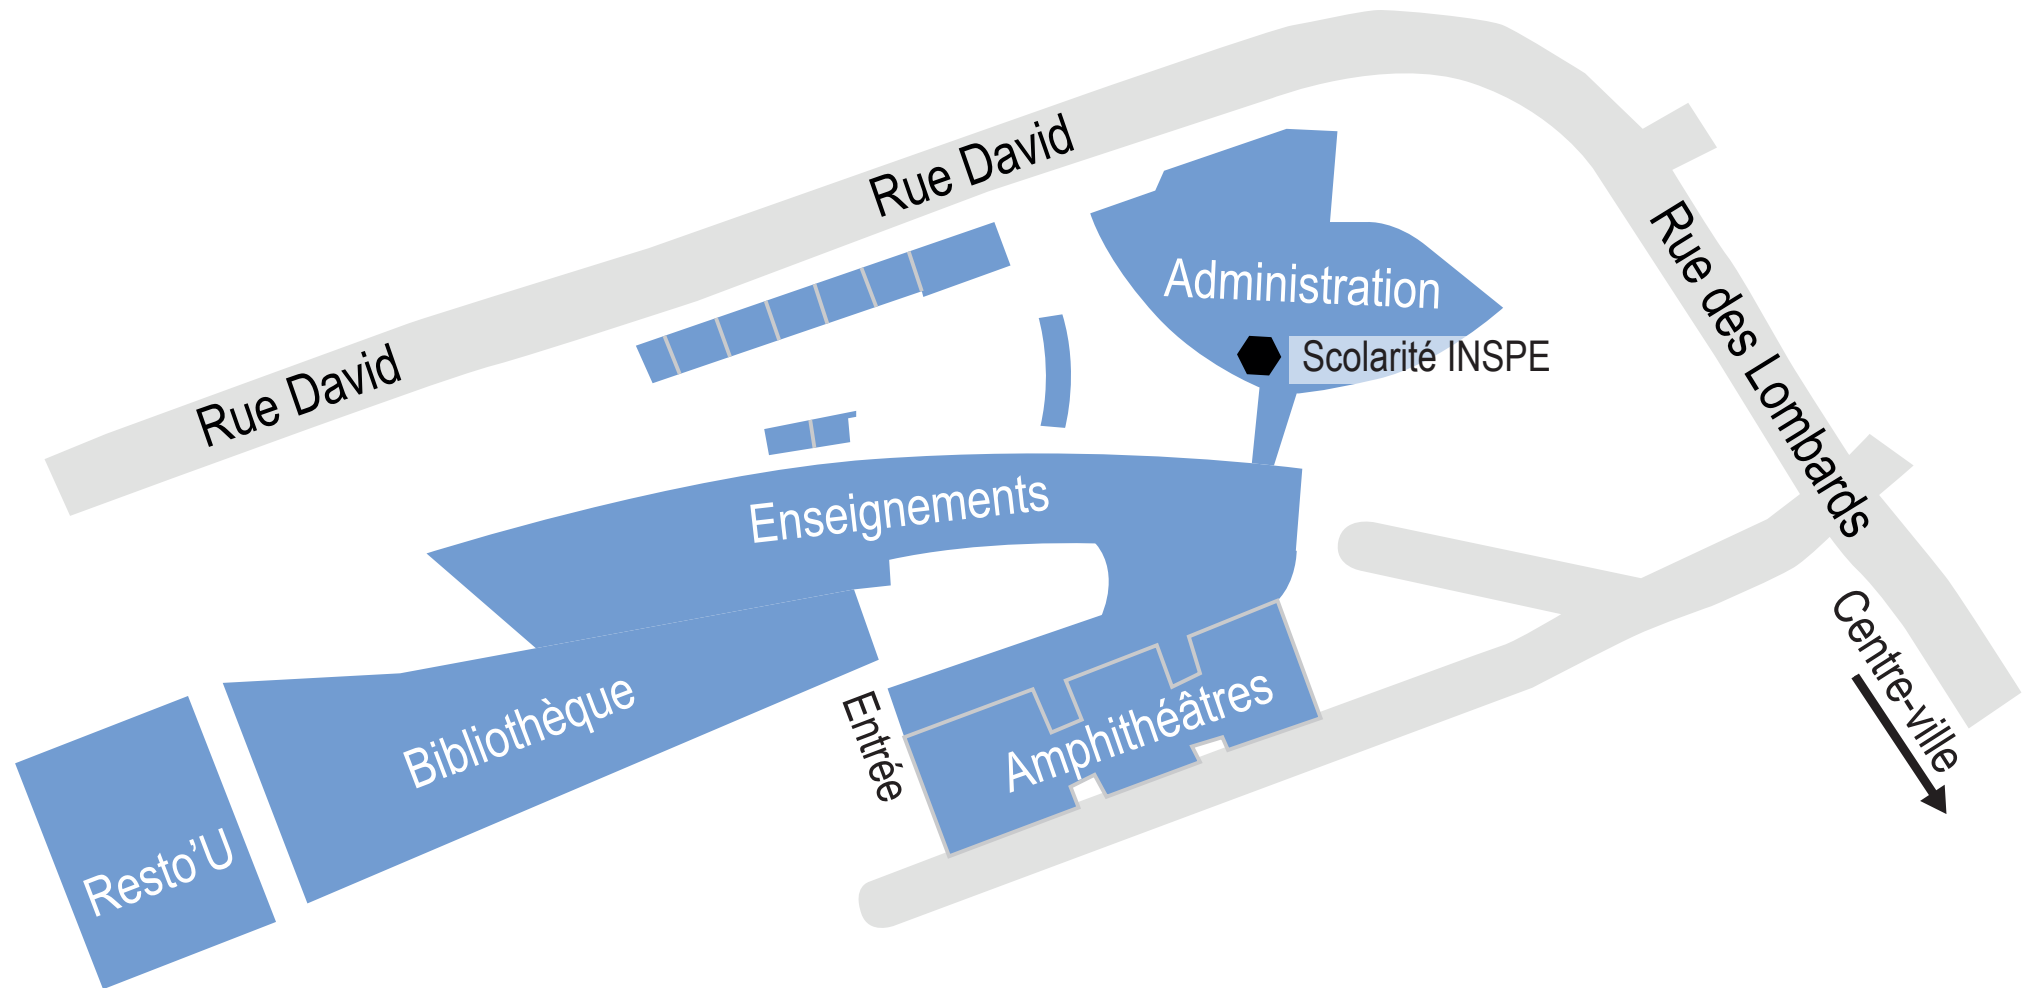 Rue David
Rue David
Rue des Lombards
Administration
Scolarité INSPE
Enseignements
Bibliothèque
Entrée
Amphithéâtres
Resto’U
Centre-ville